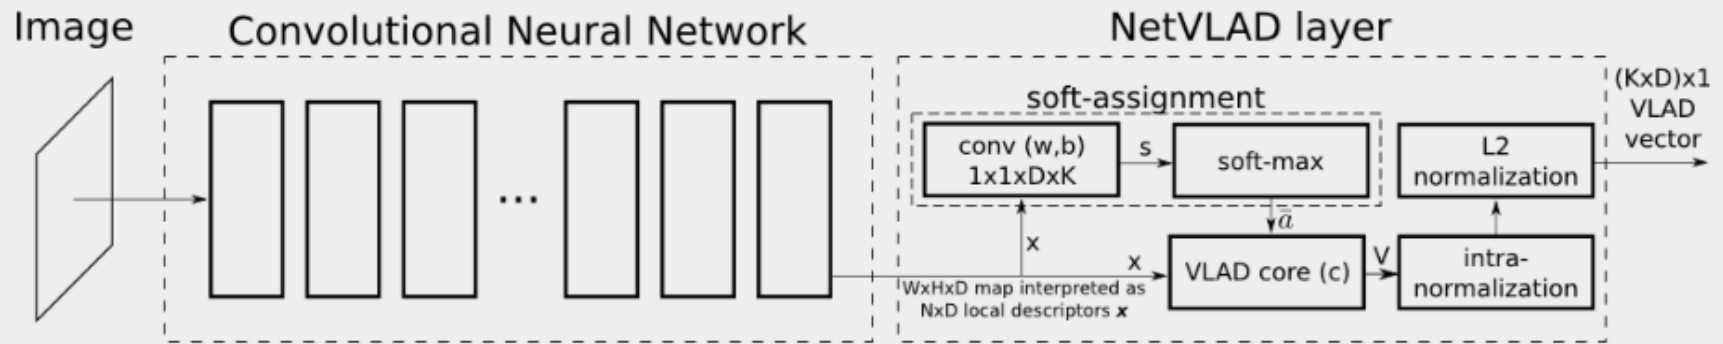 Image
Convolutional Neural Network
NetVLAD layer
...
soft-assignment
conv (w,b)
1x1xDxK
s
soft-max
L2
normalization
(KxD)x1
VLAD
vector
x
x
ā
VLAD core (c)
V
intra-
normalization
WxHxD map interpreted as
NxD local descriptors x